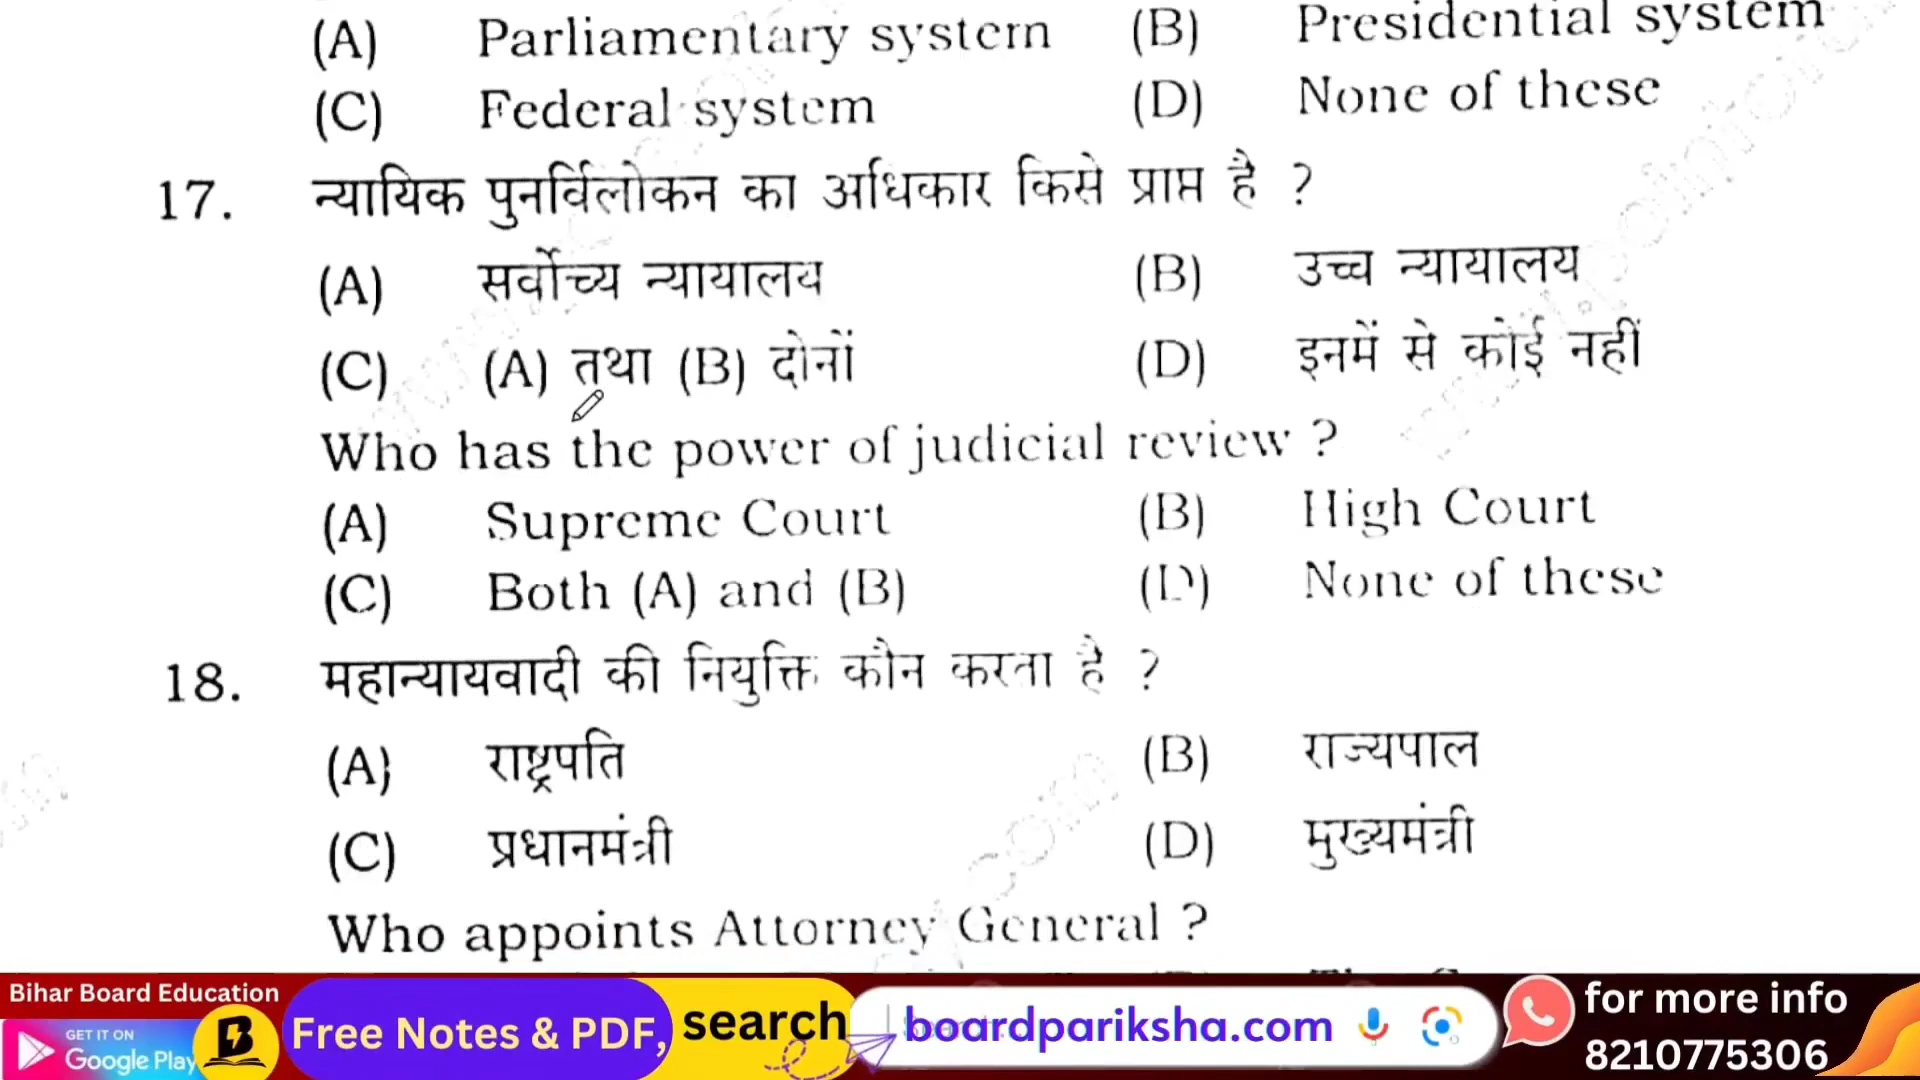 (A) Parliamentary system (B) Presidential system
(C) Federal system (D) None of these
17. न्यायिक पुनर्विलोकन का अधिकार किसे प्राप्त है ?
(A) सर्वोच्य न्यायालय (B) उच्च न्यायालय
(C) (A) तथा (B) दोनों (D) इनमें से कोई नहीं
Who has the power of judicial review ?
(A) Supreme Court (B) High Court
(C) Both (A) and (B) (D) None of these
18. महान्यायवादी की नियुक्ति कौन करता है ?
(A) राष्ट्रपति (B) राज्यपाल
(C) प्रधानमंत्री (D) मुख्यमंत्री
Who appoints Attorney General ?
Bihar Board Education
GET IT ON
Google Play
B
Free Notes & PDF, search boardpariksha.com
for more info
8210775306